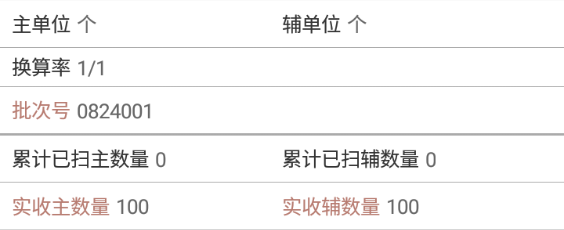 主单位 个 辅单位 个
换算率 1/1
批次号 0824001
累计已扫主数量 0 累计已扫辅数量 0
实收主数量 100 实收辅数量 100